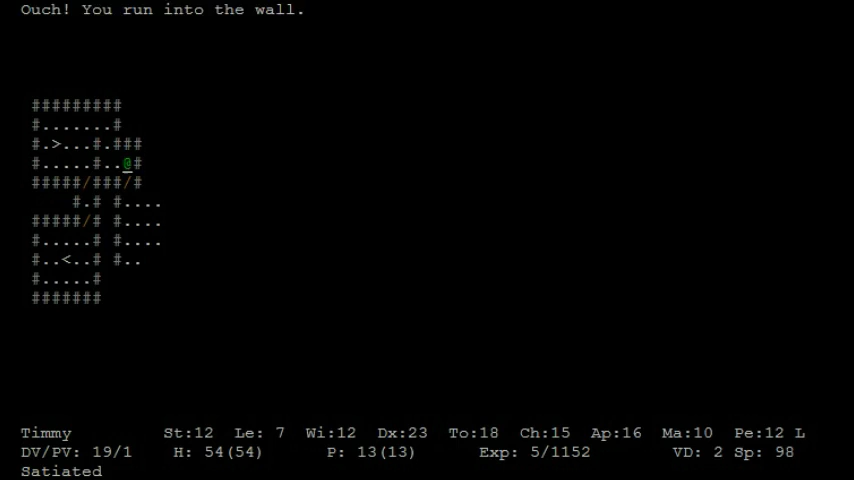 Ouch! You run into the wall.
#########
#.......#
#.>...#.###
#.....#..@#
#####/###/#
#.# #....
#####/# #....
#.....# #....
#..<..# #..
#.....#
#######
Timmy St:12 Le: 7 Wi:12 Dx:23 To:18 Ch:15 Ap:16 Ma:10 Pe:12 L
DV/PV: 19/1 H: 54(54) P: 13(13) Exp: 5/1152 VD: 2 Sp: 98
Satiated